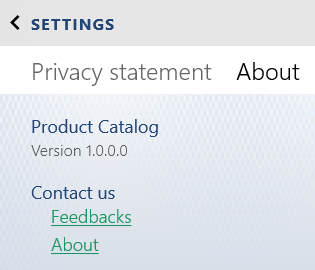 SETTINGS
Privacy statement About
Product Catalog
Version 1.0.0.0
Contact us
Feedbacks
About